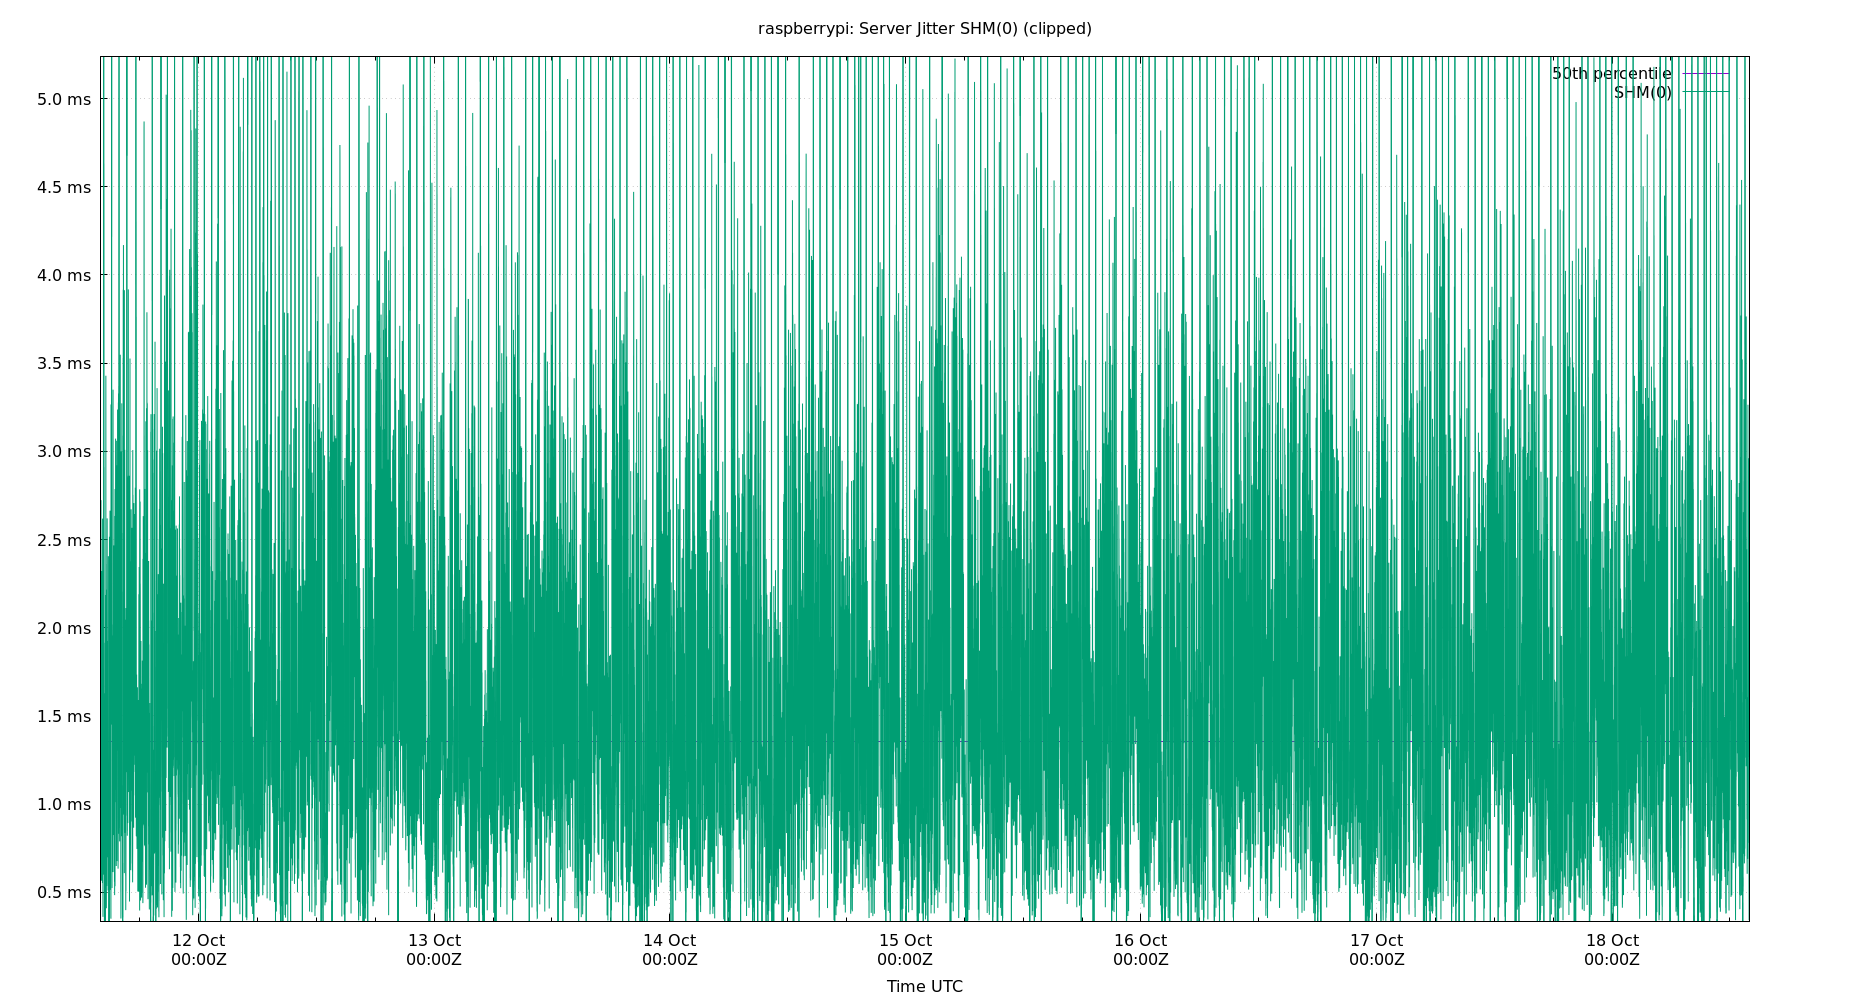 raspberrypi: Server Jitter SHM(0) (clipped)
50th percentile
SHM(0)
5.0 ms
4.5 ms
4.0 ms
3.5 ms
3.0 ms
2.5 ms
2.0 ms
1.5 ms
1.0 ms
0.5 ms
12 Oct 13 Oct 14 Oct 15 Oct 16 Oct 17 Oct 18 Oct
00:00Z 00:00Z 00:00Z 00:00Z 00:00Z 00:00Z 00:00Z
Time UTC